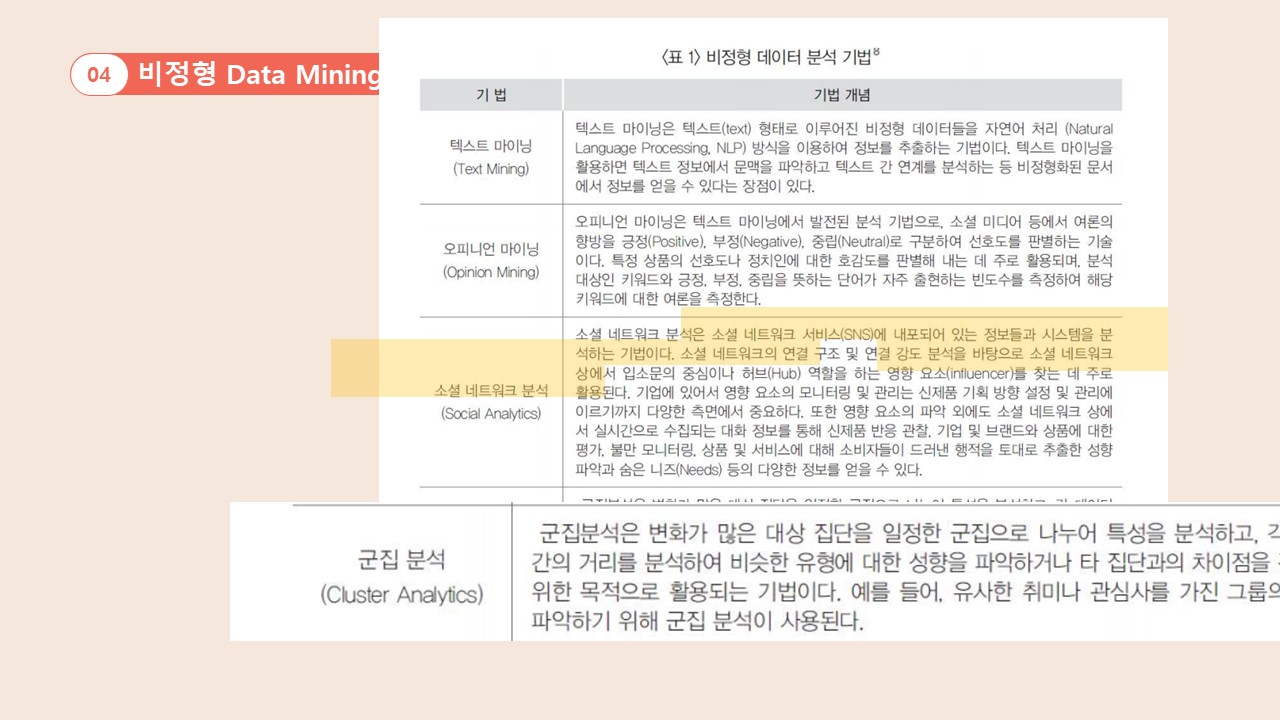 04
비정형 Data Mining
〈표 1〉 비정형 데이터 분석 기법8
기 법
기법 개념
텍스트 마이닝
(Text Mining)
텍스트 마이닝은 텍스트(text) 형태로 이루어진 비정형 데이터들을 자연어 처리 (Natural
Language Processing, NLP) 방식을 이용하여 정보를 추출하는 기법이다. 텍스트 마이닝을
활용하면 텍스트 정보에서 문맥을 파악하고 텍스트 간 연계를 분석하는 등 비정형화된 문서
에서 정보를 얻을 수 있다는 장점이 있다.
오피니언 마이닝
(Opinion Mining)
오피니언 마이닝은 텍스트 마이닝에서 발전된 분석 기법으로, 소셜 미디어 등에서 여론의
향방을 긍정(Positive), 부정(Negative), 중립(Neutral)로 구분하여 선호도를 판별하는 기술
이다. 특정 상품의 선호도나 정치인에 대한 호감도를 판별해 내는 데 주로 활용되며, 분석
대상인 키워드와 긍정, 부정, 중립을 뜻하는 단어가 자주 출현하는 빈도수를 측정하여 해당
키워드에 대한 여론을 측정한다.
소셜 네트워크 분석
(Social Analytics)
소셜 네트워크 분석은 소셜 네트워크 서비스(SNS)에 내포되어 있는 정보들과 시스템을 분
석하는 기법이다. 소셜 네트워크의 연결 구조 및 연결 강도 분석을 바탕으로 소셜 네트워크
상에서 입소문의 중심이나 허브(Hub) 역할을 하는 영향 요소(influencer)를 찾는 데 주로
활용된다. 기업에 있어서 영향 요소의 모니터링 및 관리는 신제품 기획 방향 설정 및 관리에
이르기까지 다양한 측면에서 중요하다. 또한 영향 요소의 파악 외에도 소셜 네트워크 상에
서 실시간으로 수집되는 대화 정보를 통해 신제품 반응 관찰, 기업 및 브랜드와 상품에 대한
평가, 불만 모니터링, 상품 및 서비스에 대해 소비자들이 드러낸 행적을 토대로 추출한 성향
파악과 숨은 니즈(Needs) 등의 다양한 정보를 얻을 수 있다.
군집 분석
(Cluster Analytics)
군집분석은 변화가 많은 대상 집단을 일정한 군집으로 나누어 특성을 분석하고,
간의 거리를 분석하여 비슷한 유형에 대한 성향을 파악하거나 타 집단과의 차이점을
위한 목적으로 활용되는 기법이다. 예를 들어, 유사한 취미나 관심사를 가진 그룹의
파악하기 위해 군집 분석이 사용된다.